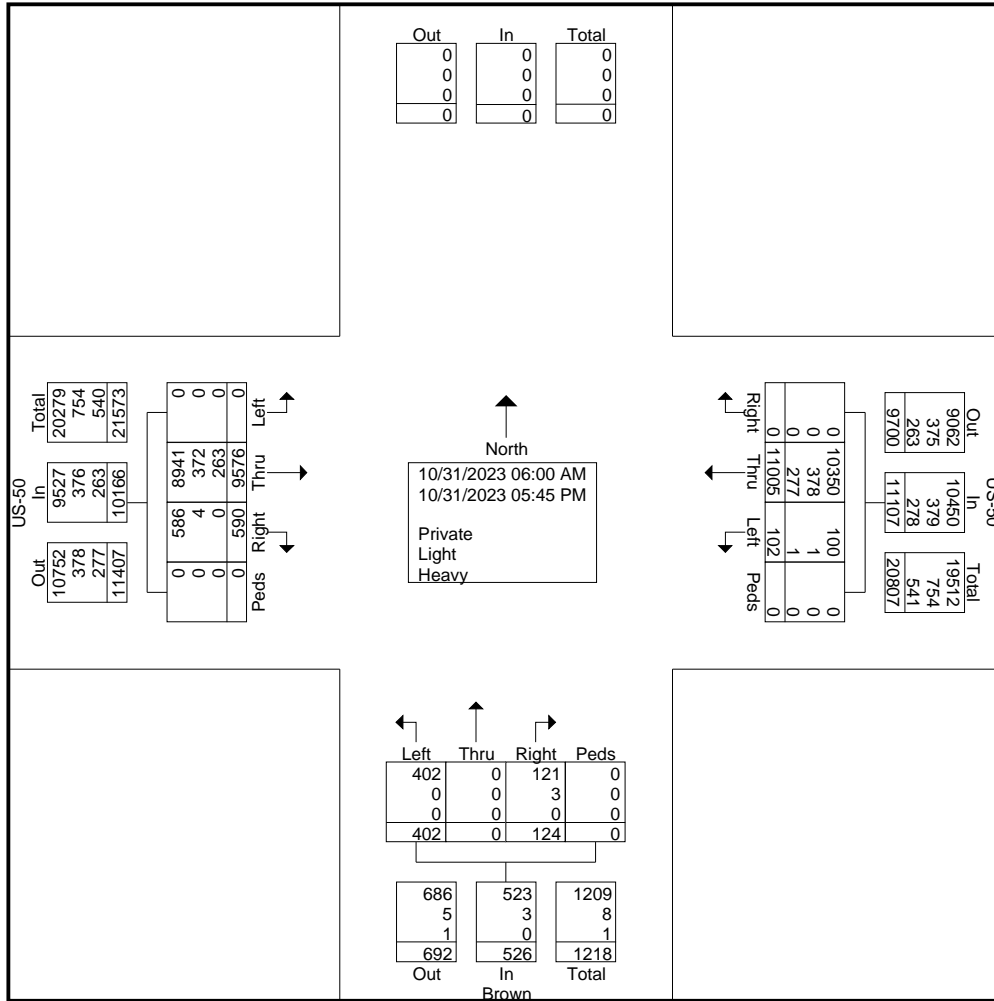 Out In Total
0 0 0
0 0 0
0 0 0
0 0 0
US-50
Total
20279
754
540
21573
In
9527
376
263
10166
Out
10752
378
277
11407
Left
0
0
0
0
Thru
8941
372
263
9576
Right
586
4
0
590
Peds
0
0
0
0
North
10/31/2023 06:00 AM
10/31/2023 05:45 PM
Private
Light
Heavy
Right
0
0
0
0
Thru
10350
378
277
11005
Left
100
1
1
102
Peds
0
0
0
0
Out
9062
375
263
9700
In
10450
379
278
11107
Total
19512
754
541
20807
US-50
Left Thru Right Peds
402 0 121 0
0 0 3 0
0 0 0 0
402 0 124 0
686 523 1209
5 3 8
1 0 1
692 526 1218
Out In Total
Brown